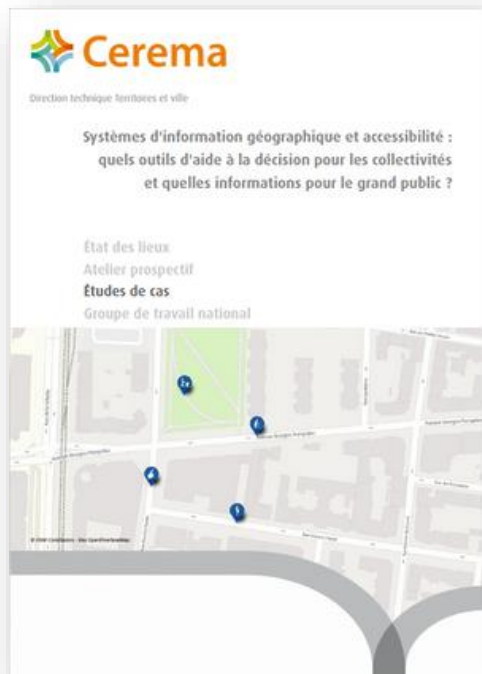 Cerema
Direction technique Territoires et ville
Systèmes d'information géographique et accessibilité :
quels outils d'aide à la décision pour les collectivités
et quelles informations pour le grand public ?
État des lieux
Atelier prospectif
Études de cas
Groupe de travail national